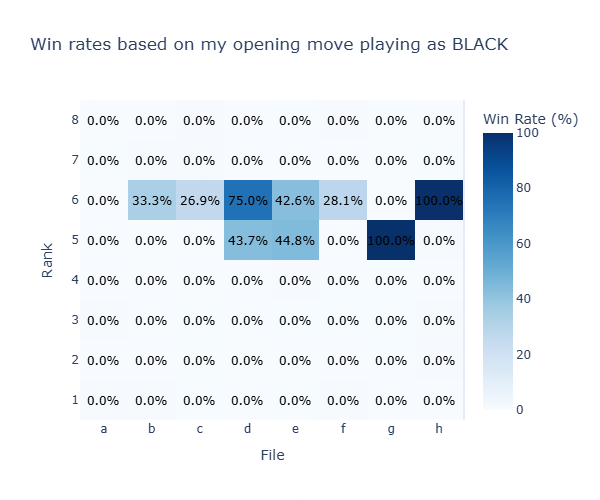 Win rates based on my opening move playing as BLACK
Win Rate (%)
8 0.0% 0.0% 0.0% 0.0% 0.0% 0.0% 0.0% 0.0%
7 0.0% 0.0% 0.0% 0.0% 0.0% 0.0% 0.0% 0.0%
6 0.0% 33.3% 26.9% 75.0% 42.6% 28.1% 0.0% 100.0%
5 0.0% 0.0% 0.0% 43.7% 44.8% 0.0% 100.0% 0.0%
4 0.0% 0.0% 0.0% 0.0% 0.0% 0.0% 0.0% 0.0%
3 0.0% 0.0% 0.0% 0.0% 0.0% 0.0% 0.0% 0.0%
2 0.0% 0.0% 0.0% 0.0% 0.0% 0.0% 0.0% 0.0%
1 0.0% 0.0% 0.0% 0.0% 0.0% 0.0% 0.0% 0.0%
a b c d e f g h
Rank
File
100
80
60
40
20
0